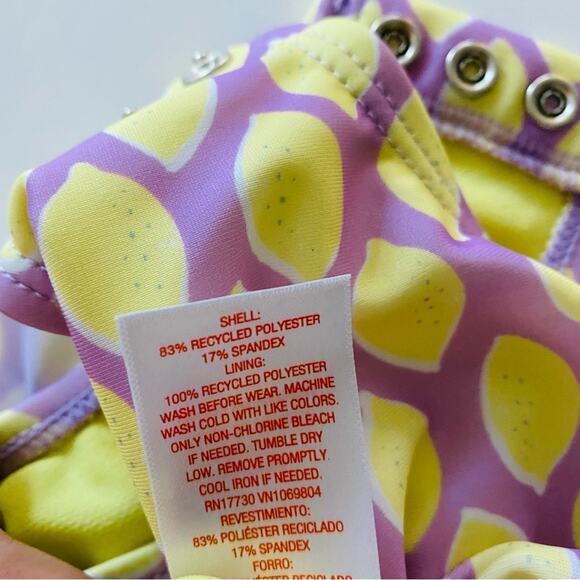 SHELL:
83% RECYCLED POLYESTER
17% SPANDEX
LINING:
100% RECYCLED POLYESTER
WASH BEFORE WEAR. MACHINE
WASH COLD WITH LIKE COLORS.
ONLY NON-CHLORINE BLEACH
IF NEEDED. TUMBLE DRY
LOW. REMOVE PROMPTLY.
COOL IRON IF NEEDED.
RN17730 VN1069804
REVESTIMIENTO:
83% POLIÉSTER RECICLADO
17% SPANDEX
FORRO:
POLIÉSTER RECICLADO